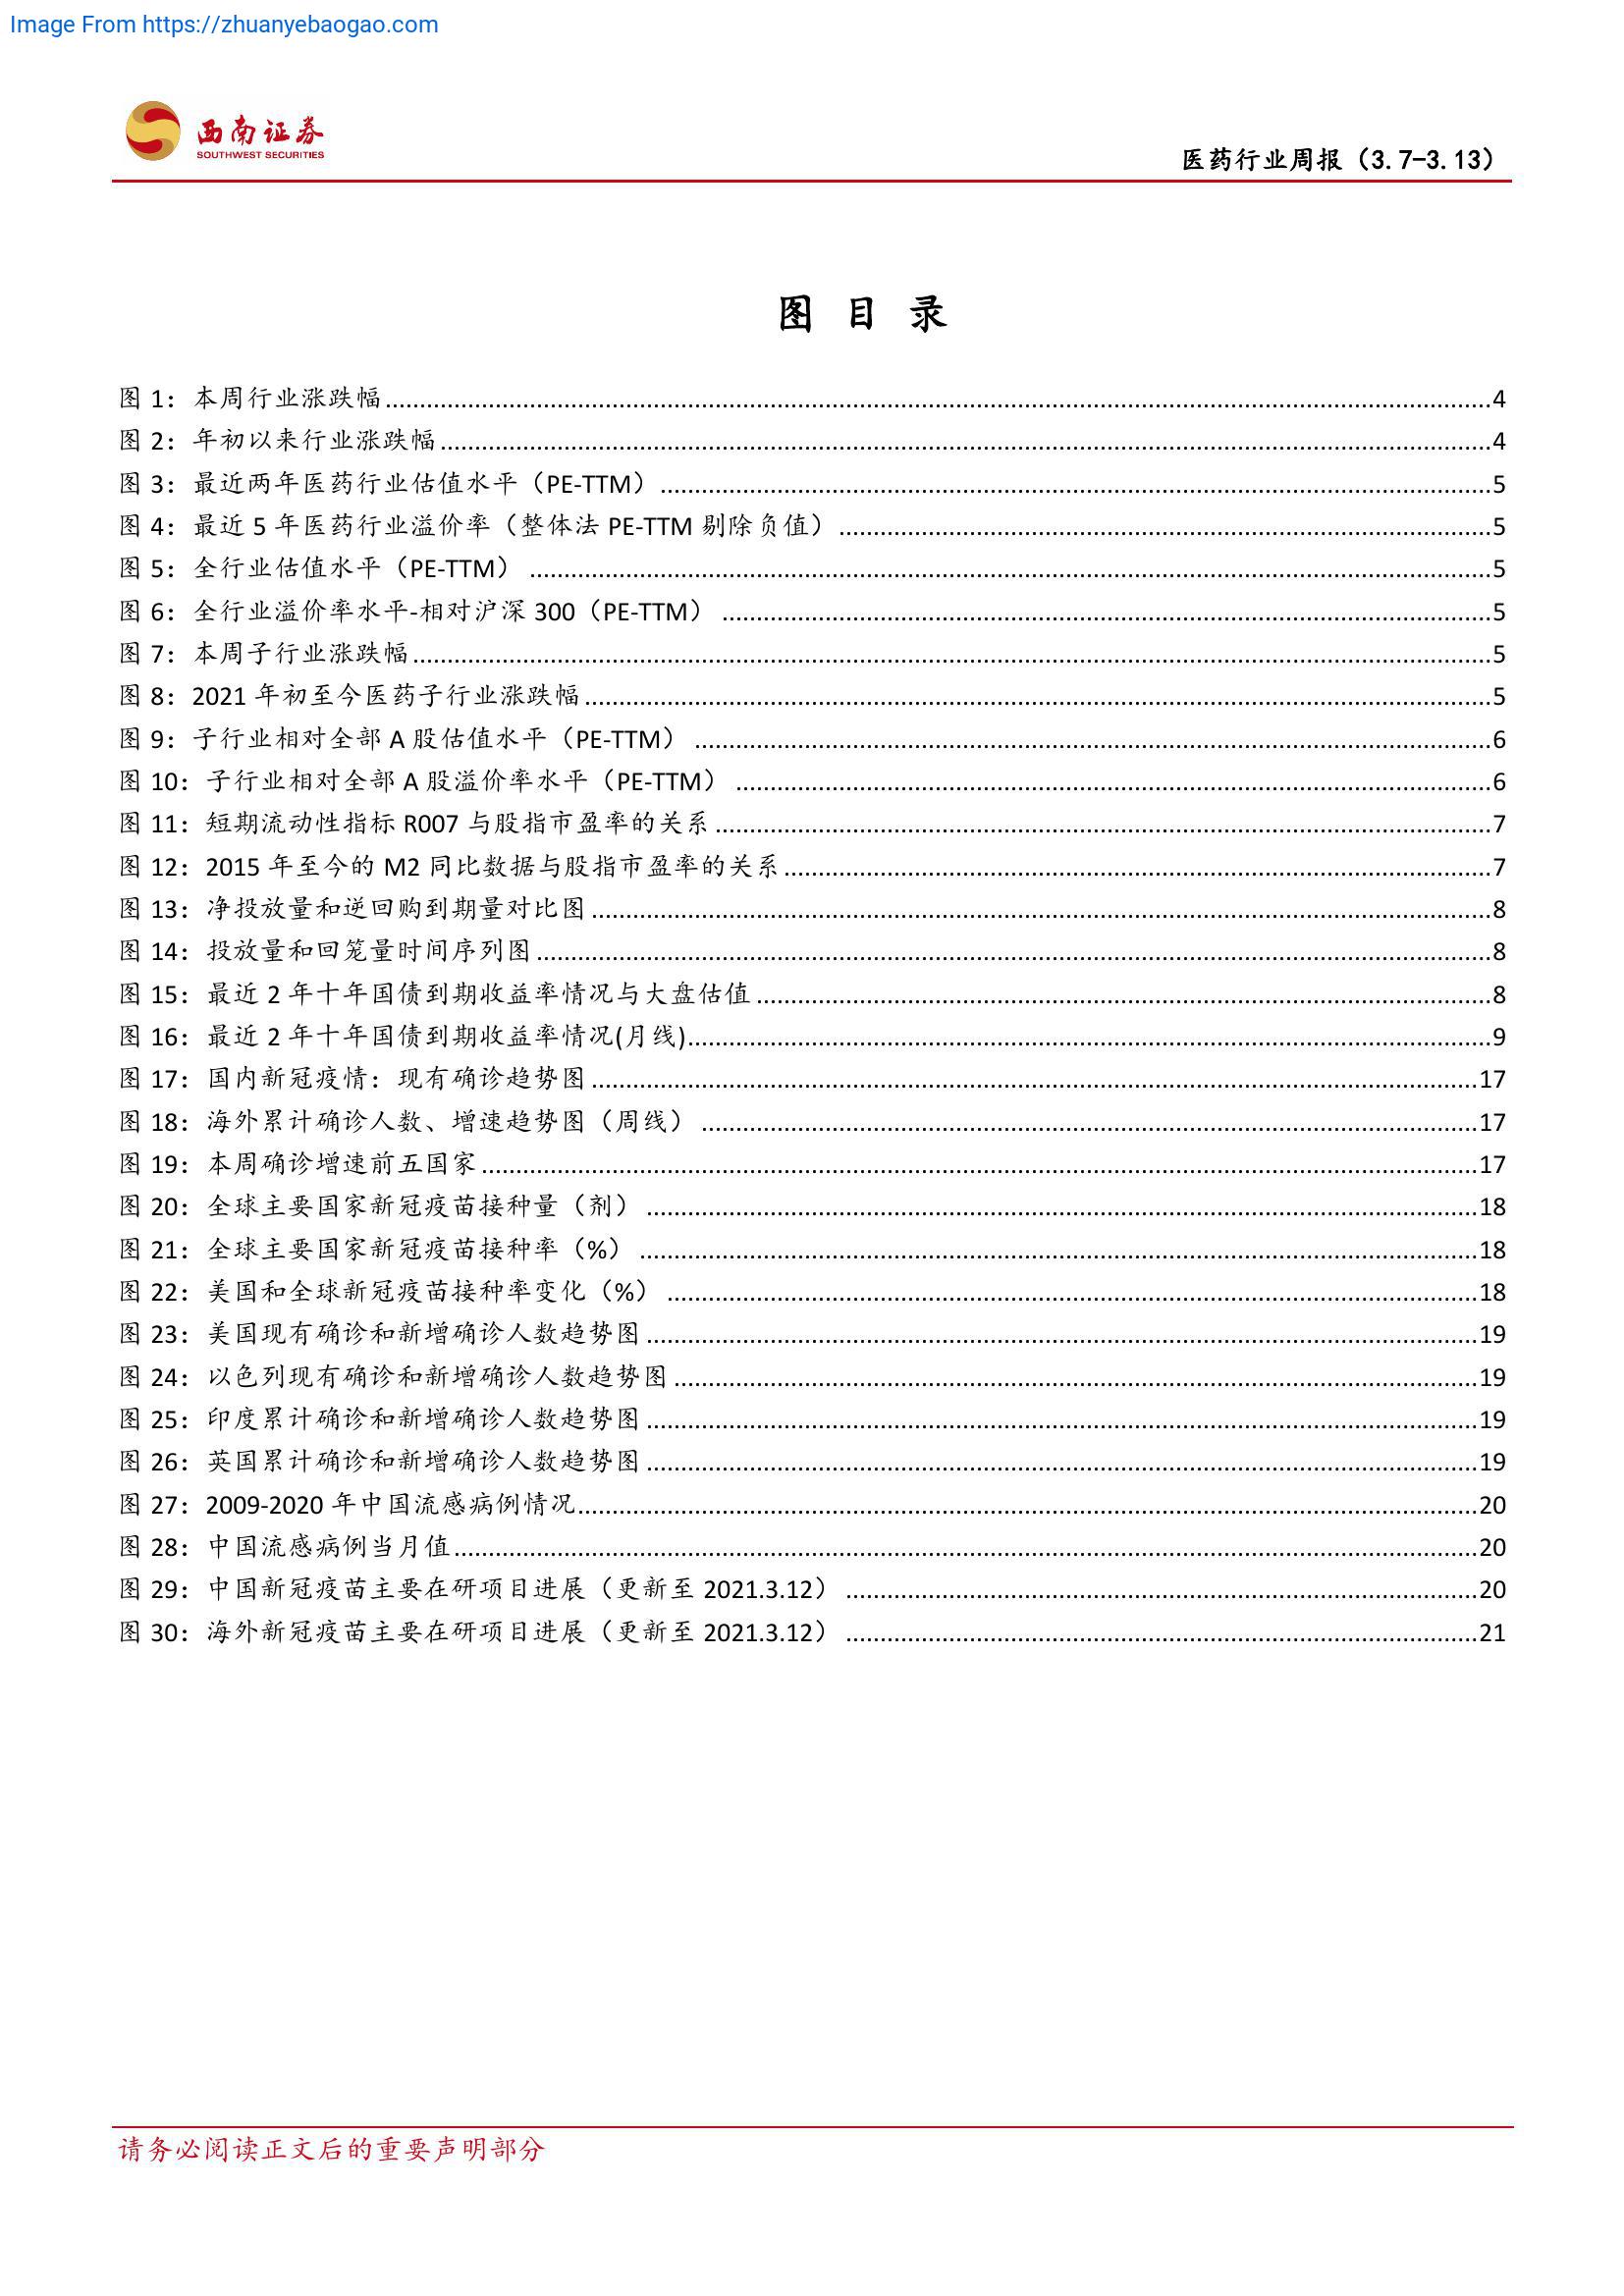 Image From https://zhuanyebaogao.com
西南证券
SOUTHWEST SECURITIES
医药行业周报（3.7-3.13）
图 目 录
图 1：本周行业涨跌幅........4
图 2：年初以来行业涨跌幅........4
图 3：最近两年医药行业估值水平（PE-TTM）........5
图 4：最近 5 年医药行业溢价率（整体法 PE-TTM 剔除负值）........5
图 5：全行业估值水平（PE-TTM）........5
图 6：全行业溢价率水平-相对沪深 300（PE-TTM）........5
图 7：本周子行业涨跌幅........5
图 8：2021 年初至今医药子行业涨跌幅........5
图 9：子行业相对全部 A 股估值水平（PE-TTM）........6
图 10：子行业相对全部 A 股溢价率水平（PE-TTM）........6
图 11：短期流动性指标 R007 与股指市盈率的关系........7
图 12：2015 年至今的 M2 同比数据与股指市盈率的关系........7
图 13：净投放量和逆回购到期量对比图........8
图 14：投放量和回笼量时间序列图........8
图 15：最近 2 年十年国债到期收益率情况与大盘估值........8
图 16：最近 2 年十年国债到期收益率情况(月线)........9
图 17：国内新冠疫情：现有确诊趋势图........17
图 18：海外累计确诊人数、增速趋势图（周线）........17
图 19：本周确诊增速前五国家........17
图 20：全球主要国家新冠疫苗接种量（剂）........18
图 21：全球主要国家新冠疫苗接种率（%）........18
图 22：美国和全球新冠疫苗接种率变化（%）........18
图 23：美国现有确诊和新增确诊人数趋势图........19
图 24：以色列现有确诊和新增确诊人数趋势图........19
图 25：印度累计确诊和新增确诊人数趋势图........19
图 26：英国累计确诊和新增确诊人数趋势图........19
图 27：2009-2020 年中国流感病例情况........20
图 28：中国流感病例当月值........20
图 29：中国新冠疫苗主要在研项目进展（更新至 2021.3.12）........20
图 30：海外新冠疫苗主要在研项目进展（更新至 2021.3.12）........21
请务必阅读正文后的重要声明部分